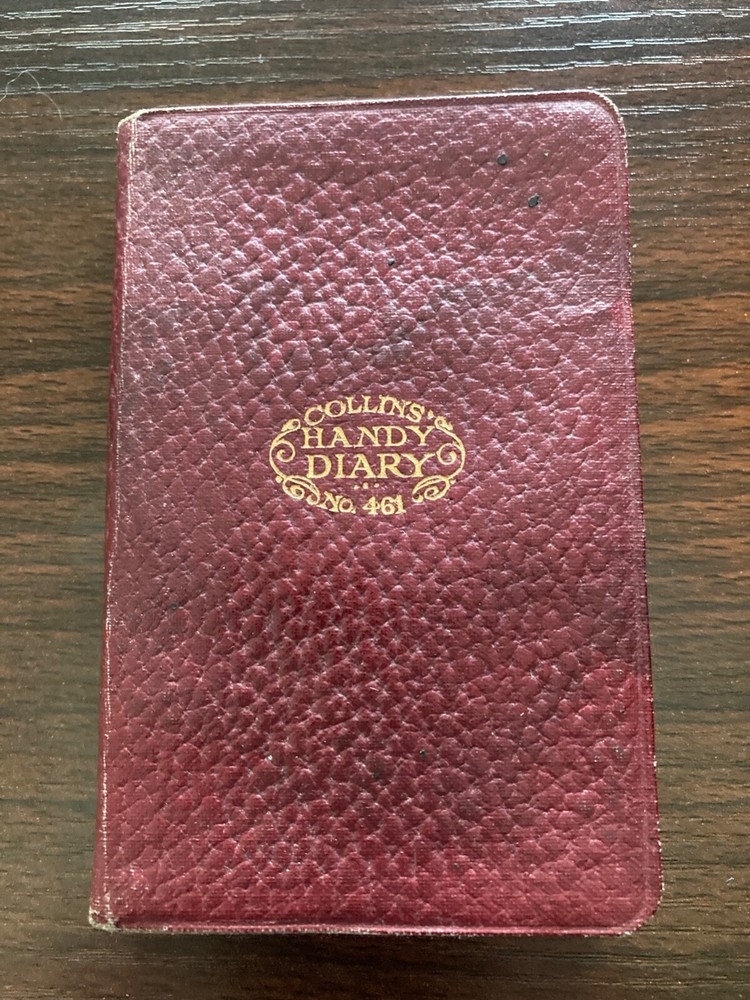 COLLINS'
HANDY
DIARY
No. 461